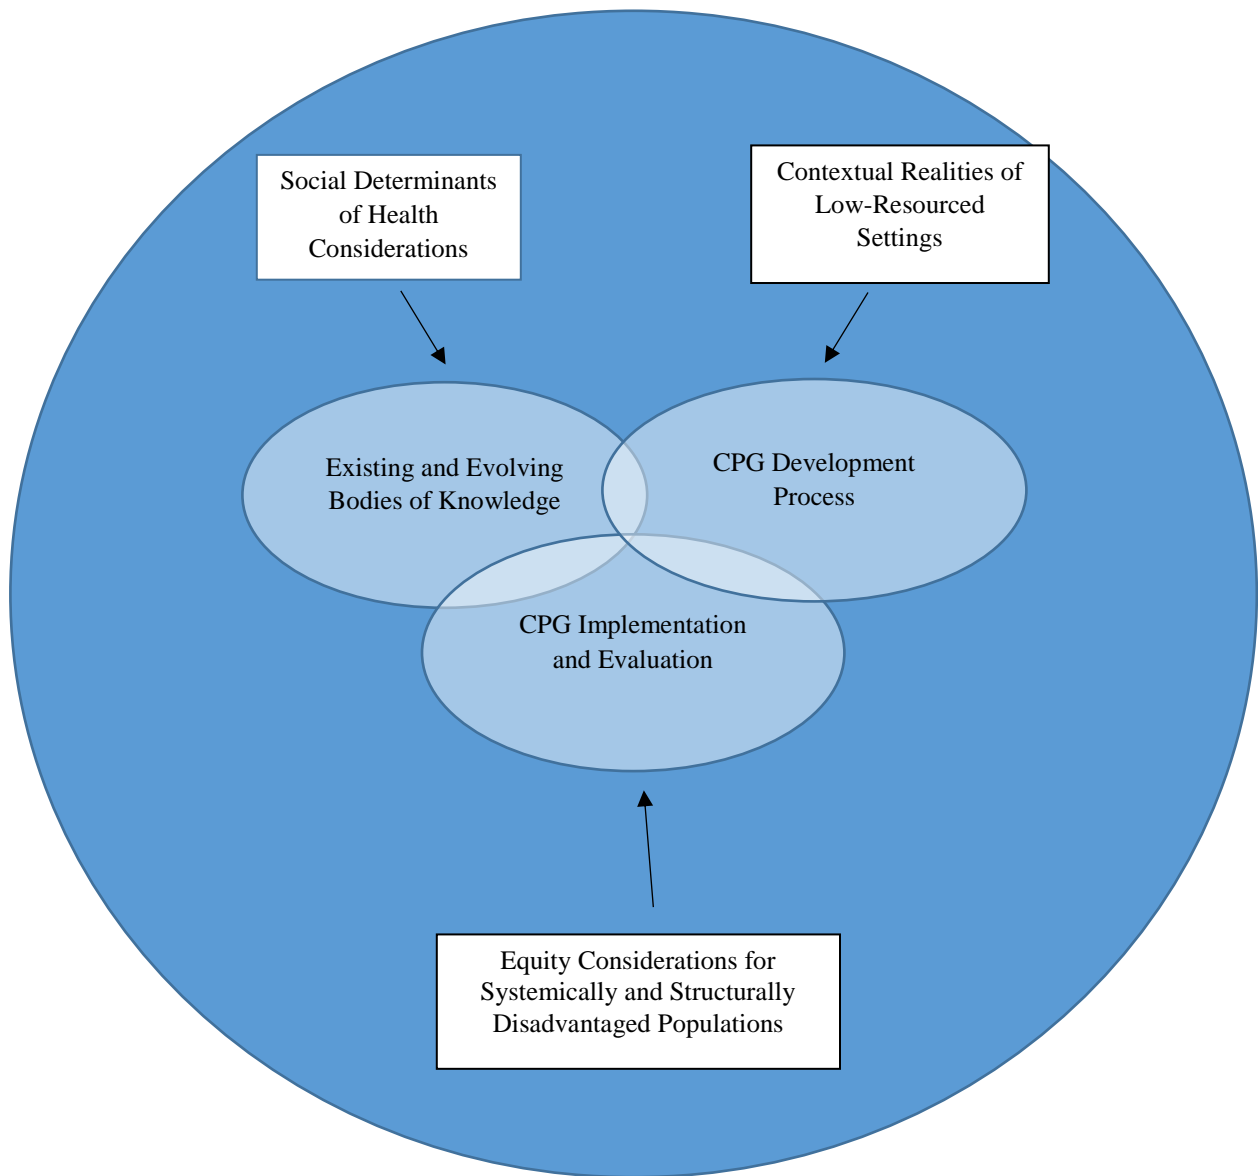 Social Determinants
of Health
Considerations
Contextual Realities of
Low-Resourced
Settings
Existing and Evolving
Bodies of Knowledge
CPG Development
Process
CPG Implementation
and Evaluation
Equity Considerations for
Systemically and Structurally
Disadvantaged Populations